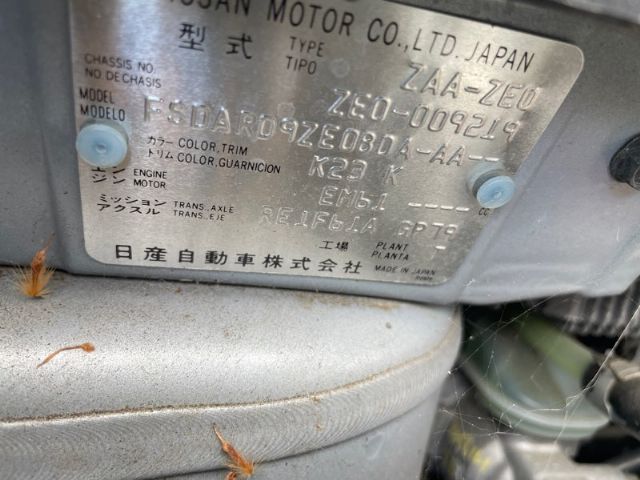 NISSAN MOTOR CO.,LTD. JAPAN
型式 TYPE TIPO ZAA-ZE0
CHASSIS NO. NO DE CHASIS ZE0-009219
MODEL MODELO FSDARD9ZE08DA-AA--
カラー COLOR, TRIM
トリム COLOR, GUARNICION K23 K
エンジン ENGINE MOTOR EM61 ---- CC
ミッション TRANS., AXLE
アクスル TRANS., EJE RE1F61A GP79
工場 PLANT PLANTA -
日産自動車株式会社 MADE IN JAPAN